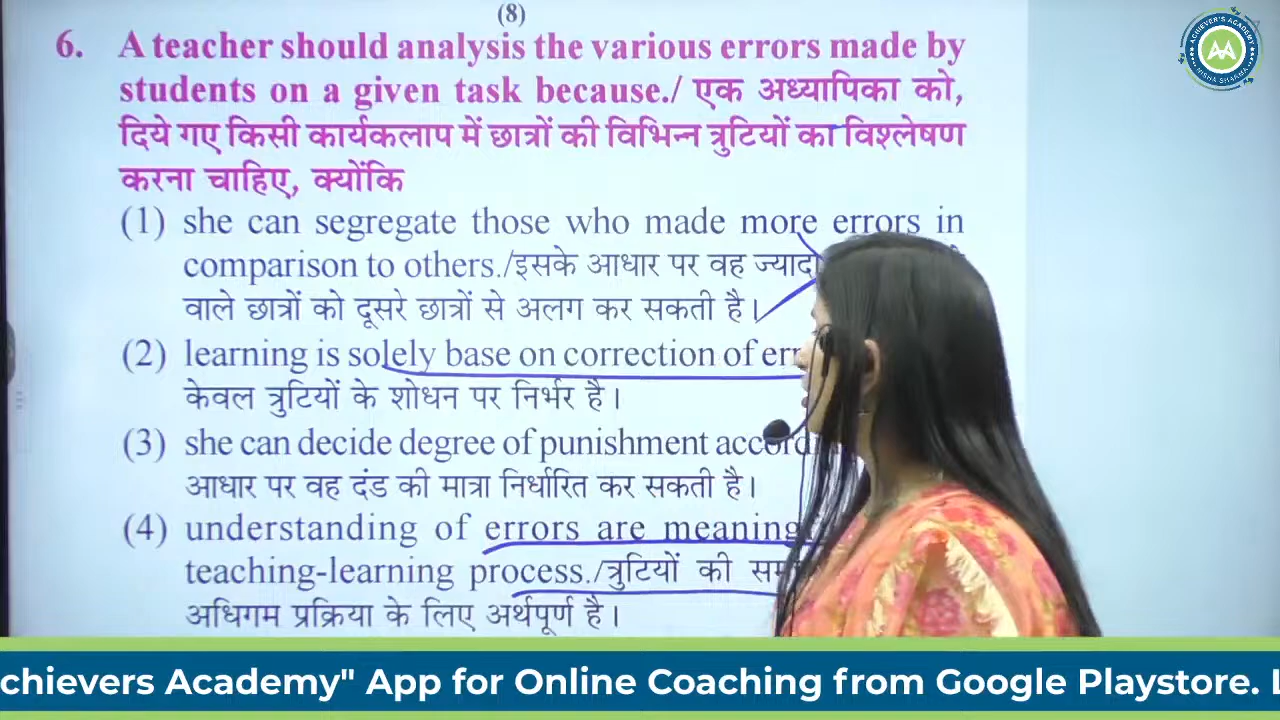 (8)
6. A teacher should analysis the various errors made by
students on a given task because./ एक अध्यापिका को,
दिये गए किसी कार्यकलाप में छात्रों की विभिन्न त्रुटियों का विश्लेषण
करना चाहिए, क्योंकि
(1) she can segregate those who made more errors in
comparison to others./इसके आधार पर वह
वाले छात्रों को दूसरे छात्रों से अलग कर सकती है।
(2) learning is solely base on correction of
केवल त्रुटियों के शोधन पर निर्भर है।
(3) she can decide degree of punishment
आधार पर वह दंड की मात्रा निर्धारित कर सकती है।
(4) understanding of errors are
teaching-learning process./त्रुटियों की
अधिगम प्रक्रिया के लिए अर्थपूर्ण है।
ACHIEVER'S ACADEMY
NISHA SHARMA
chievers Academy" App for Online Coaching from Google Playstore. L